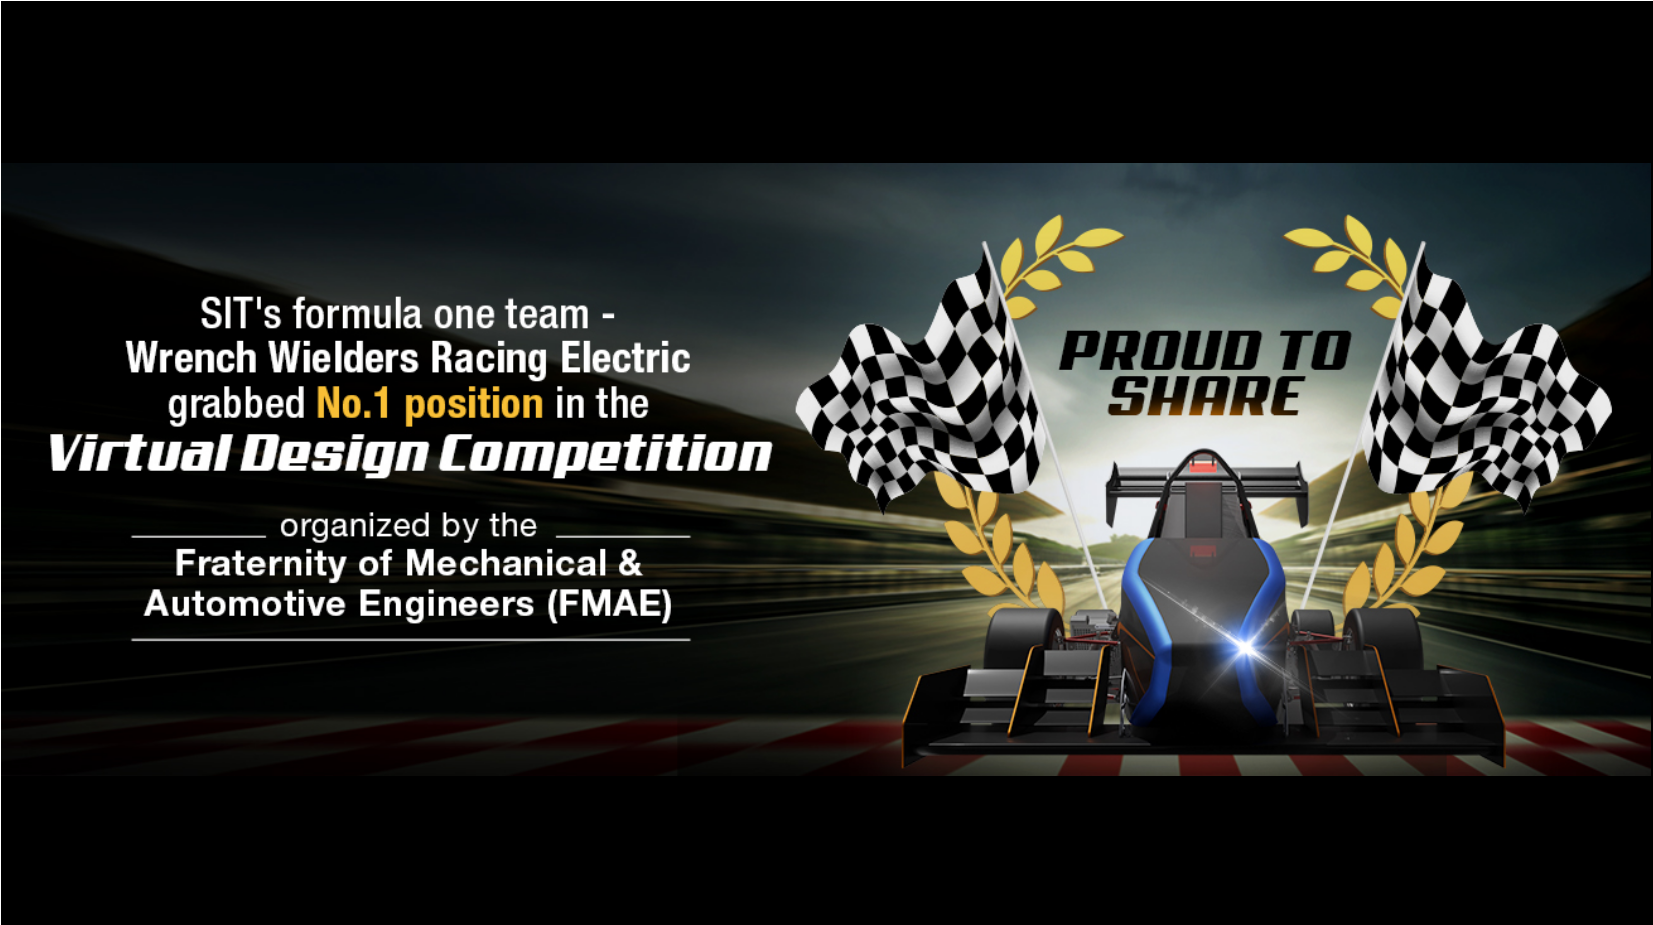 SIT's formula one team -
Wrench Wielders Racing Electric
grabbed No.1 position in the
Virtual Design Competition
organized by the
Fraternity of Mechanical &
Automotive Engineers (FMAE)
PROUD TO
SHARE